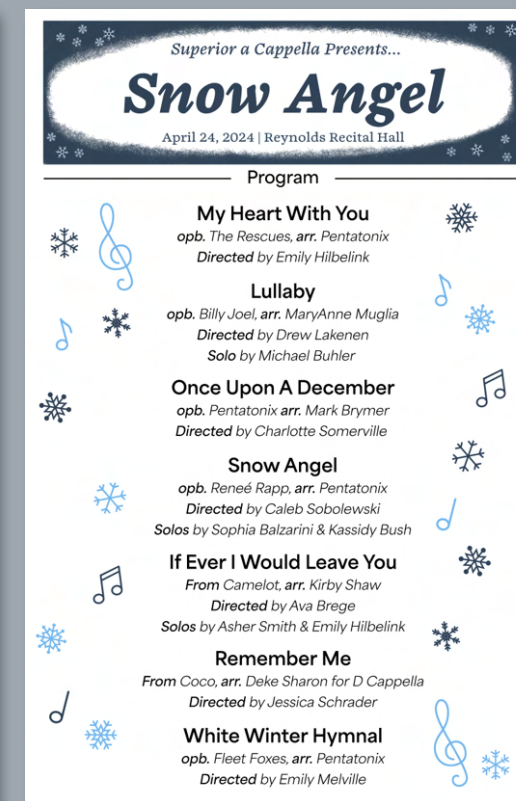 Superior a Cappella Presents...
Snow Angel
April 24, 2024 | Reynolds Recital Hall
Program
My Heart With You
opb. The Rescues, arr. Pentatonix
Directed by Emily Hilbelink
Lullaby
opb. Billy Joel, arr. MaryAnne Muglia
Directed by Drew Lakenen
Solo by Michael Buhler
Once Upon A December
opb. Pentatonix arr. Mark Brymer
Directed by Charlotte Somerville
Snow Angel
opb. Reneé Rapp, arr. Pentatonix
Directed by Caleb Sobolewski
Solos by Sophia Balzarini & Kassidy Bush
If Ever I Would Leave You
From Camelot, arr. Kirby Shaw
Directed by Ava Brege
Solos by Asher Smith & Emily Hilbelink
Remember Me
From Coco, arr. Deke Sharon for D Cappella
Directed by Jessica Schrader
White Winter Hymnal
opb. Fleet Foxes, arr. Pentatonix
Directed by Emily Melville